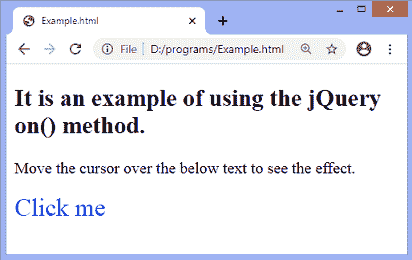 Example.html
File
D:/programs/Example.html
It is an example of using the jQuery
on() method.
Move the cursor over the below text to see the effect.
Click me